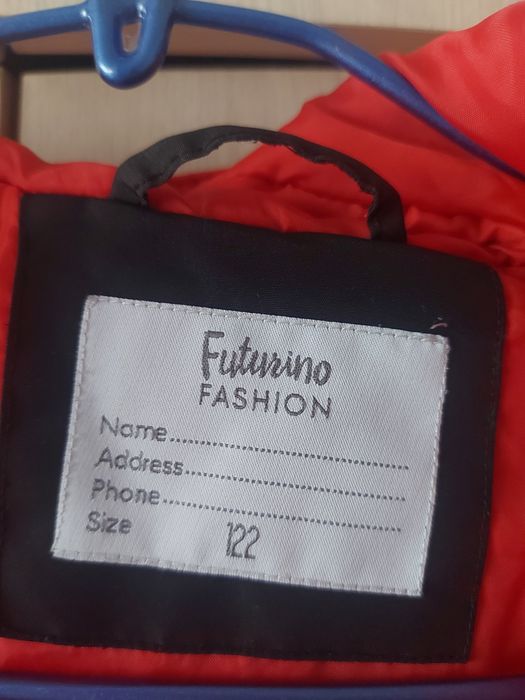 Futurino
FASHION
Name........................................
Address.....................................
Phone........................................
Size 122